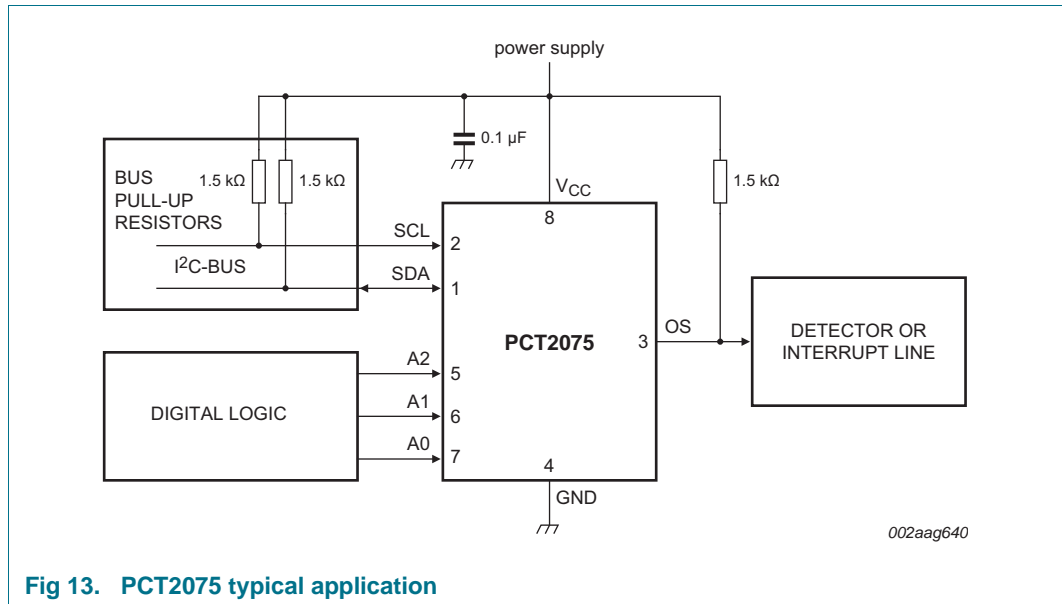 power supply
0.1 µF
BUS
PULL-UP
RESISTORS
1.5 kΩ
1.5 kΩ
1.5 kΩ
VCC
8
SCL
2
I2C-BUS
SDA
1
PCT2075
OS
3
DETECTOR OR
INTERRUPT LINE
DIGITAL LOGIC
A2
5
A1
6
A0
7
4
GND
002aag640
Fig 13. PCT2075 typical application